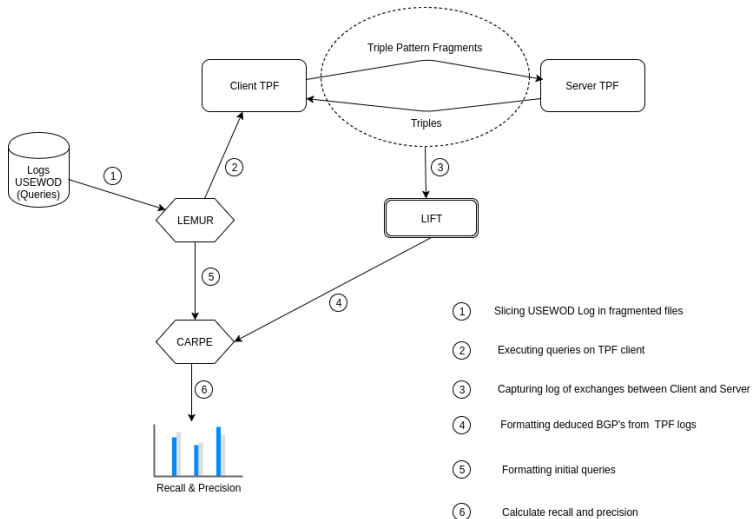 Triple Pattern Fragments
Client TPF
Server TPF
Triples
Logs
USEWOD
(Queries)
1
2
3
LEMUR
LIFT
5
4
1 Slicing USEWOD Log in fragmented files
CARPE
2 Executing queries on TPF client
6
3 Capturing log of exchanges between Client and Server
4 Formatting deduced BGP's from TPF logs
5 Formatting initial queries
Recall & Precision
6 Calculate recall and precision